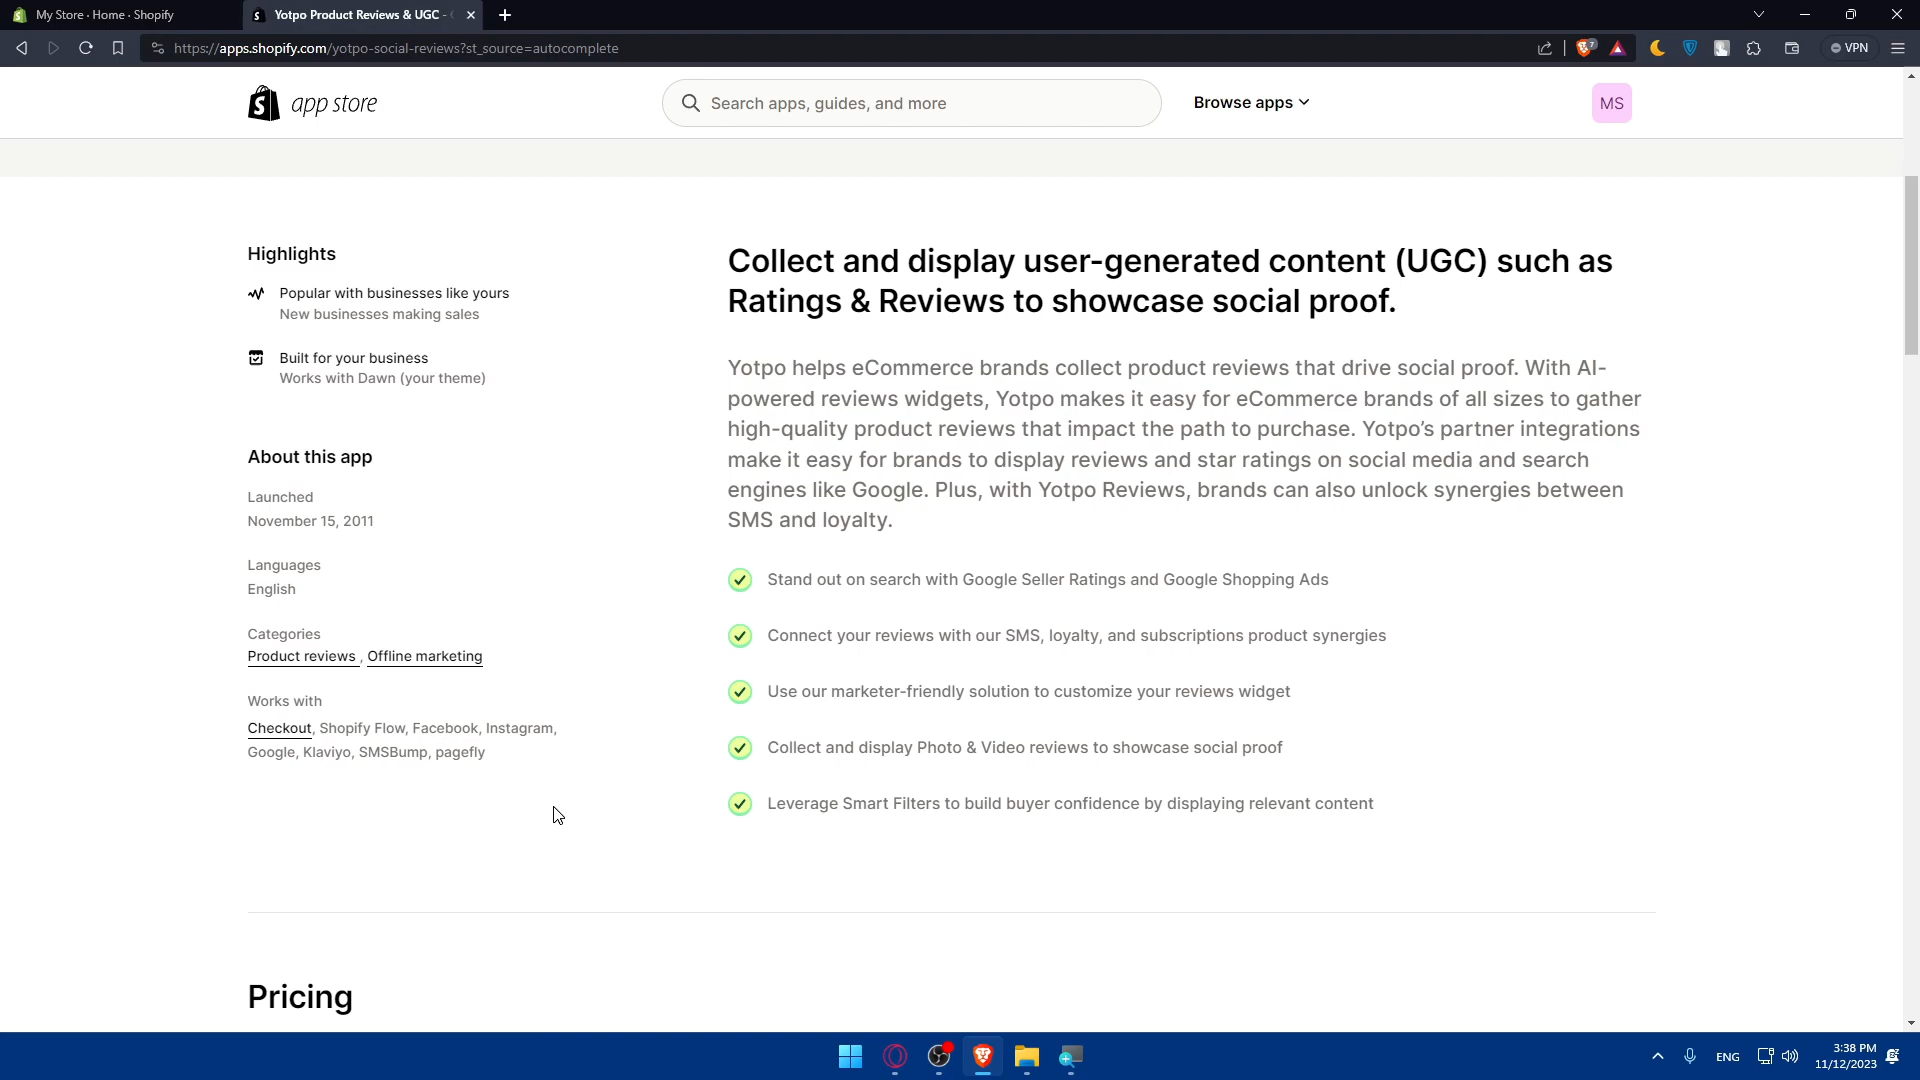 My Store · Home · Shopify
Yotpo Product Reviews & UGC -
https://apps.shopify.com/yotpo-social-reviews?st_source=autocomplete
7
VPN
app store
Search apps, guides, and more
Browse apps
MS
Highlights
Popular with businesses like yours
New businesses making sales
Built for your business
Works with Dawn (your theme)
About this app
Launched
November 15, 2011
Languages
English
Categories
Product reviews , Offline marketing
Works with
Checkout, Shopify Flow, Facebook, Instagram,
Google, Klaviyo, SMSBump, pagefly
Collect and display user-generated content (UGC) such as
Ratings & Reviews to showcase social proof.
Yotpo helps eCommerce brands collect product reviews that drive social proof. With AI-
powered reviews widgets, Yotpo makes it easy for eCommerce brands of all sizes to gather
high-quality product reviews that impact the path to purchase. Yotpo’s partner integrations
make it easy for brands to display reviews and star ratings on social media and search
engines like Google. Plus, with Yotpo Reviews, brands can also unlock synergies between
SMS and loyalty.
Stand out on search with Google Seller Ratings and Google Shopping Ads
Connect your reviews with our SMS, loyalty, and subscriptions product synergies
Use our marketer-friendly solution to customize your reviews widget
Collect and display Photo & Video reviews to showcase social proof
Leverage Smart Filters to build buyer confidence by displaying relevant content
Pricing
ENG
3:38 PM
11/12/2023